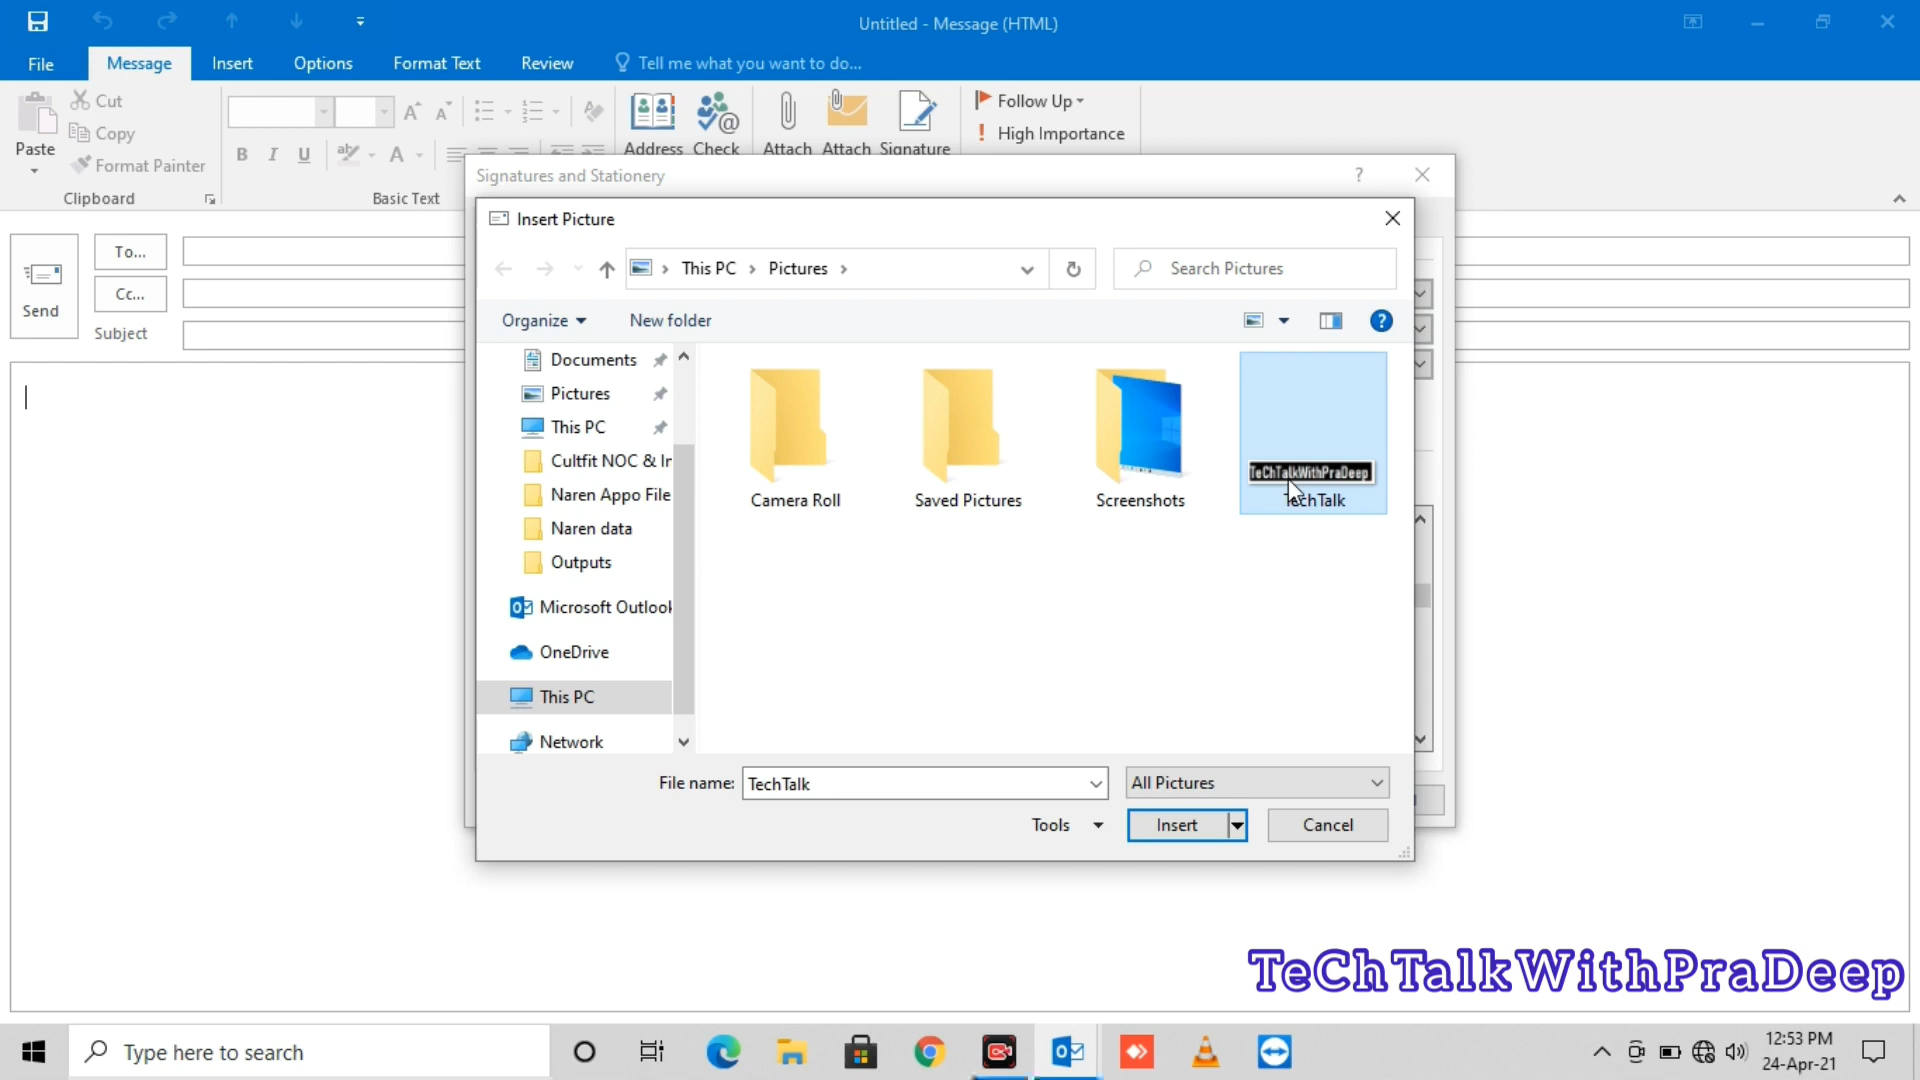 Untitled - Message (HTML)
File Message Insert Options Format Text Review Tell me what you want to do...
Paste
Cut
Copy
Format Painter
Clipboard
B I U
A
Basic Text
Address Check Attach Attach Signature
Follow Up
High Importance
Signatures and Stationery
Insert Picture
This PC > Pictures >
Search Pictures
Organize New folder
Send
To...
Cc...
Subject
Documents
Pictures
This PC
Cultfit NOC & Ir
Naren Appo File
Naren data
Outputs
Microsoft Outlook
OneDrive
This PC
Network
Camera Roll
Saved Pictures
Screenshots
TeChTalkWithPraDeep
TechTalk
File name: TechTalk
All Pictures
Tools Insert Cancel
TeChTalkWithPraDeep
Type here to search
12:53 PM
24-Apr-21